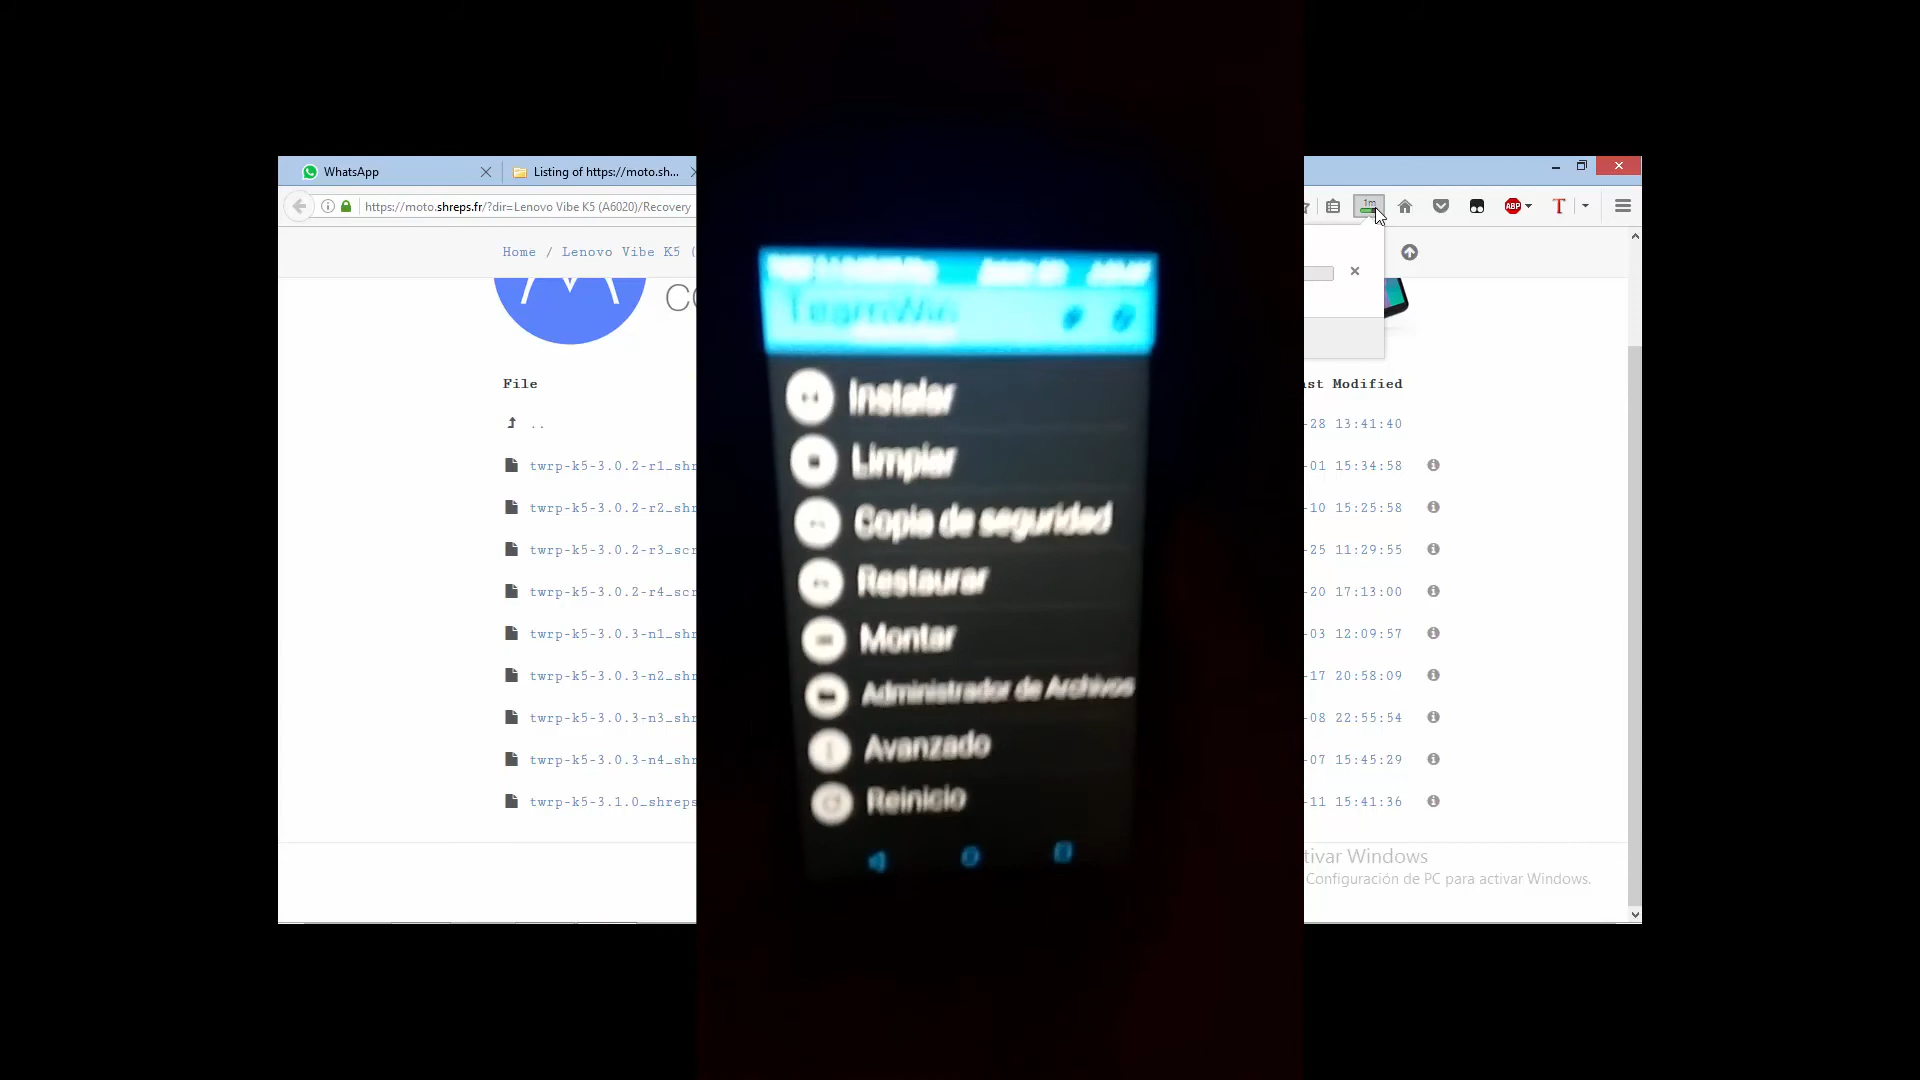 WhatsApp
Listing of https://moto.sh...
https://moto.shreps.fr/?dir=Lenovo Vibe K5 (A6020)/Recovery
1m
ABP
T
Home / Lenovo Vibe K5 (
File
Modified
..
28 13:41:40
twrp-k5-3.0.2-r1_shr
-01 15:34:58
twrp-k5-3.0.2-r2_shr
-10 15:25:58
twrp-k5-3.0.2-r3_scr
-25 11:29:55
twrp-k5-3.0.2-r4_scr
-20 17:13:00
twrp-k5-3.0.3-n1_shr
-03 12:09:57
twrp-k5-3.0.3-n2_shr
-17 20:58:09
twrp-k5-3.0.3-n3_shr
-08 22:55:54
twrp-k5-3.0.3-n4_shr
-07 15:45:29
twrp-k5-3.1.0_shreps
-11 15:41:36
tivar Windows
Configuración de PC para activar Windows.
TeamWin
Instalar
Limpiar
Copia de seguridad
Restaurar
Montar
Administrador de Archivos
Avanzado
Reinicio